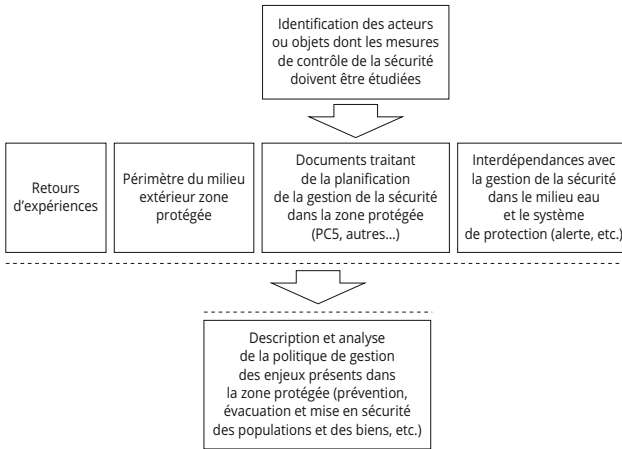 Identification des acteurs
ou objets dont les mesures
de contrôle de la sécurité
doivent être étudiées
Retours
d'expériences
Périmètre du milieu
extérieur zone
protégée
Documents traitant
de la planification
de la gestion de la sécurité
dans la zone protégée
(PC5, autres...)
Interdépendances avec
la gestion de la sécurité
dans le milieu eau
et le système
de protection (alerte, etc.)
Description et analyse
de la politique de gestion
des enjeux présents dans
la zone protégée (prévention,
évacuation et mise en sécurité
des populations et des biens, etc.)